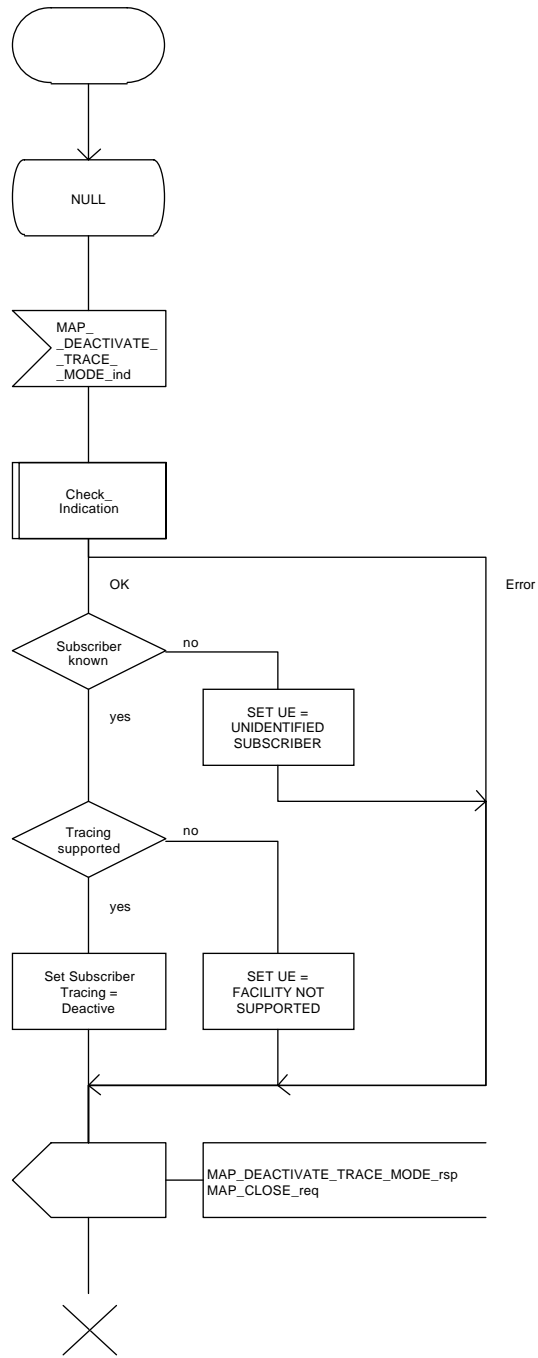 NULL
MAP_
_DEACTIVATE_
_TRACE_
_MODE_ind
Check_
Indication
OK
Error
Subscriber
known
no
yes
SET UE =
UNIDENTIFIED
SUBSCRIBER
Tracing
supported
no
yes
Set Subscriber
Tracing =
Deactive
SET UE =
FACILITY NOT
SUPPORTED
MAP_DEACTIVATE_TRACE_MODE_rsp
MAP_CLOSE_req